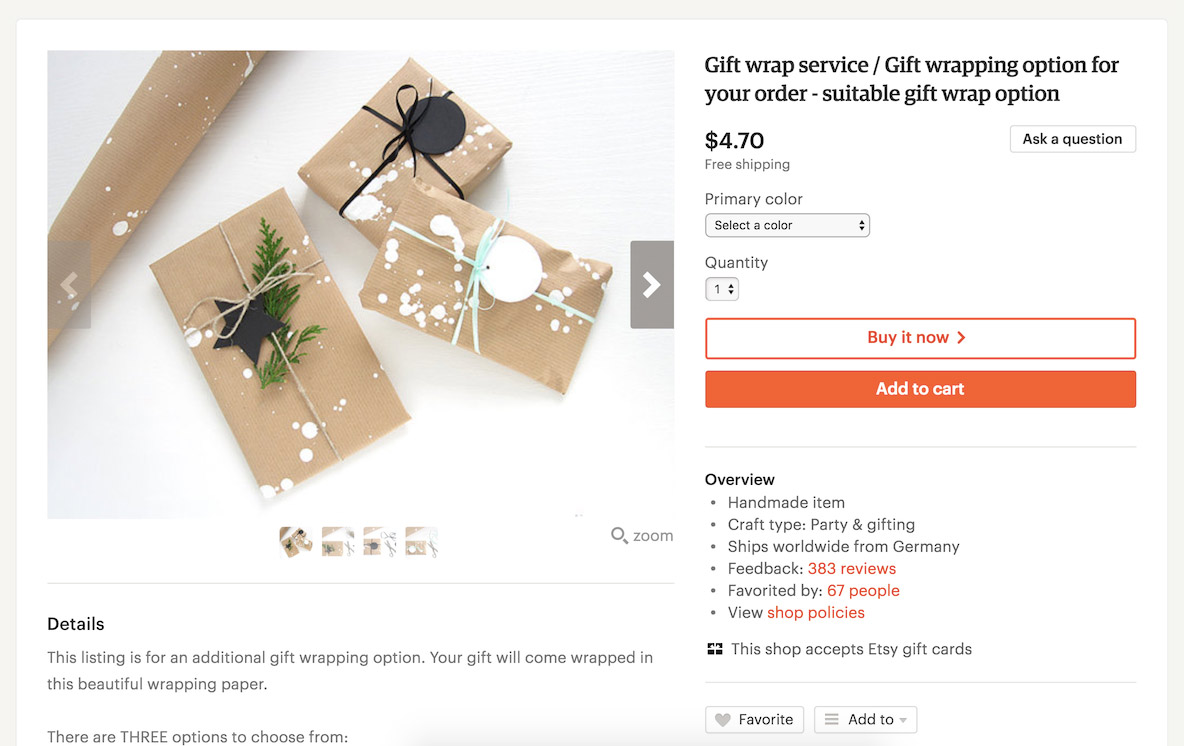 Gift wrap service / Gift wrapping option for
your order - suitable gift wrap option
$4.70
Ask a question
Free shipping
Primary color
Select a color
Quantity
1
Buy it now
Add to cart
zoom
Overview
• Handmade item
• Craft type: Party & gifting
• Ships worldwide from Germany
• Feedback: 383 reviews
• Favorited by: 67 people
• View shop policies
This shop accepts Etsy gift cards
Favorite
Add to
Details
This listing is for an additional gift wrapping option. Your gift will come wrapped in
this beautiful wrapping paper.
There are THREE options to choose from: